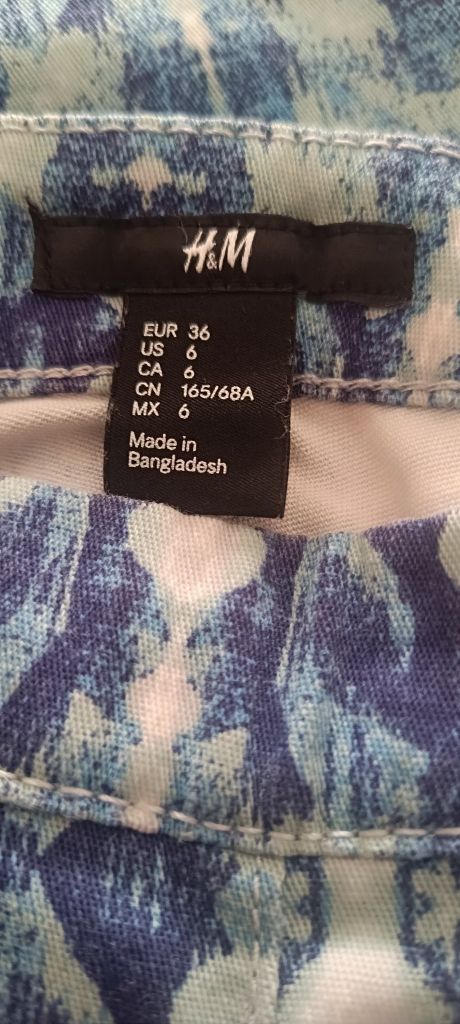 H&M
EUR 36
US 6
CA 6
CN 165/68A
MX 6
Made in
Bangladesh